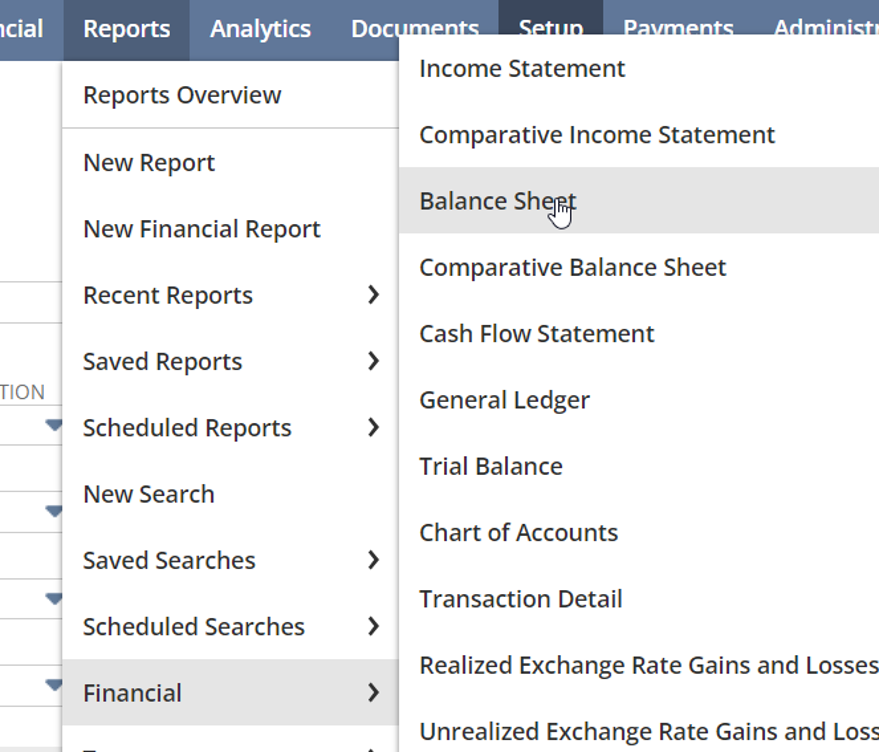 ncial Reports Analytics Documents Setup Payments Administr
Reports Overview
New Report
New Financial Report
Recent Reports
Saved Reports
Scheduled Reports
New Search
Saved Searches
Scheduled Searches
Financial
Income Statement
Comparative Income Statement
Balance Sheet
Comparative Balance Sheet
Cash Flow Statement
General Ledger
Trial Balance
Chart of Accounts
Transaction Detail
Realized Exchange Rate Gains and Losses
Unrealized Exchange Rate Gains and Loss
TION